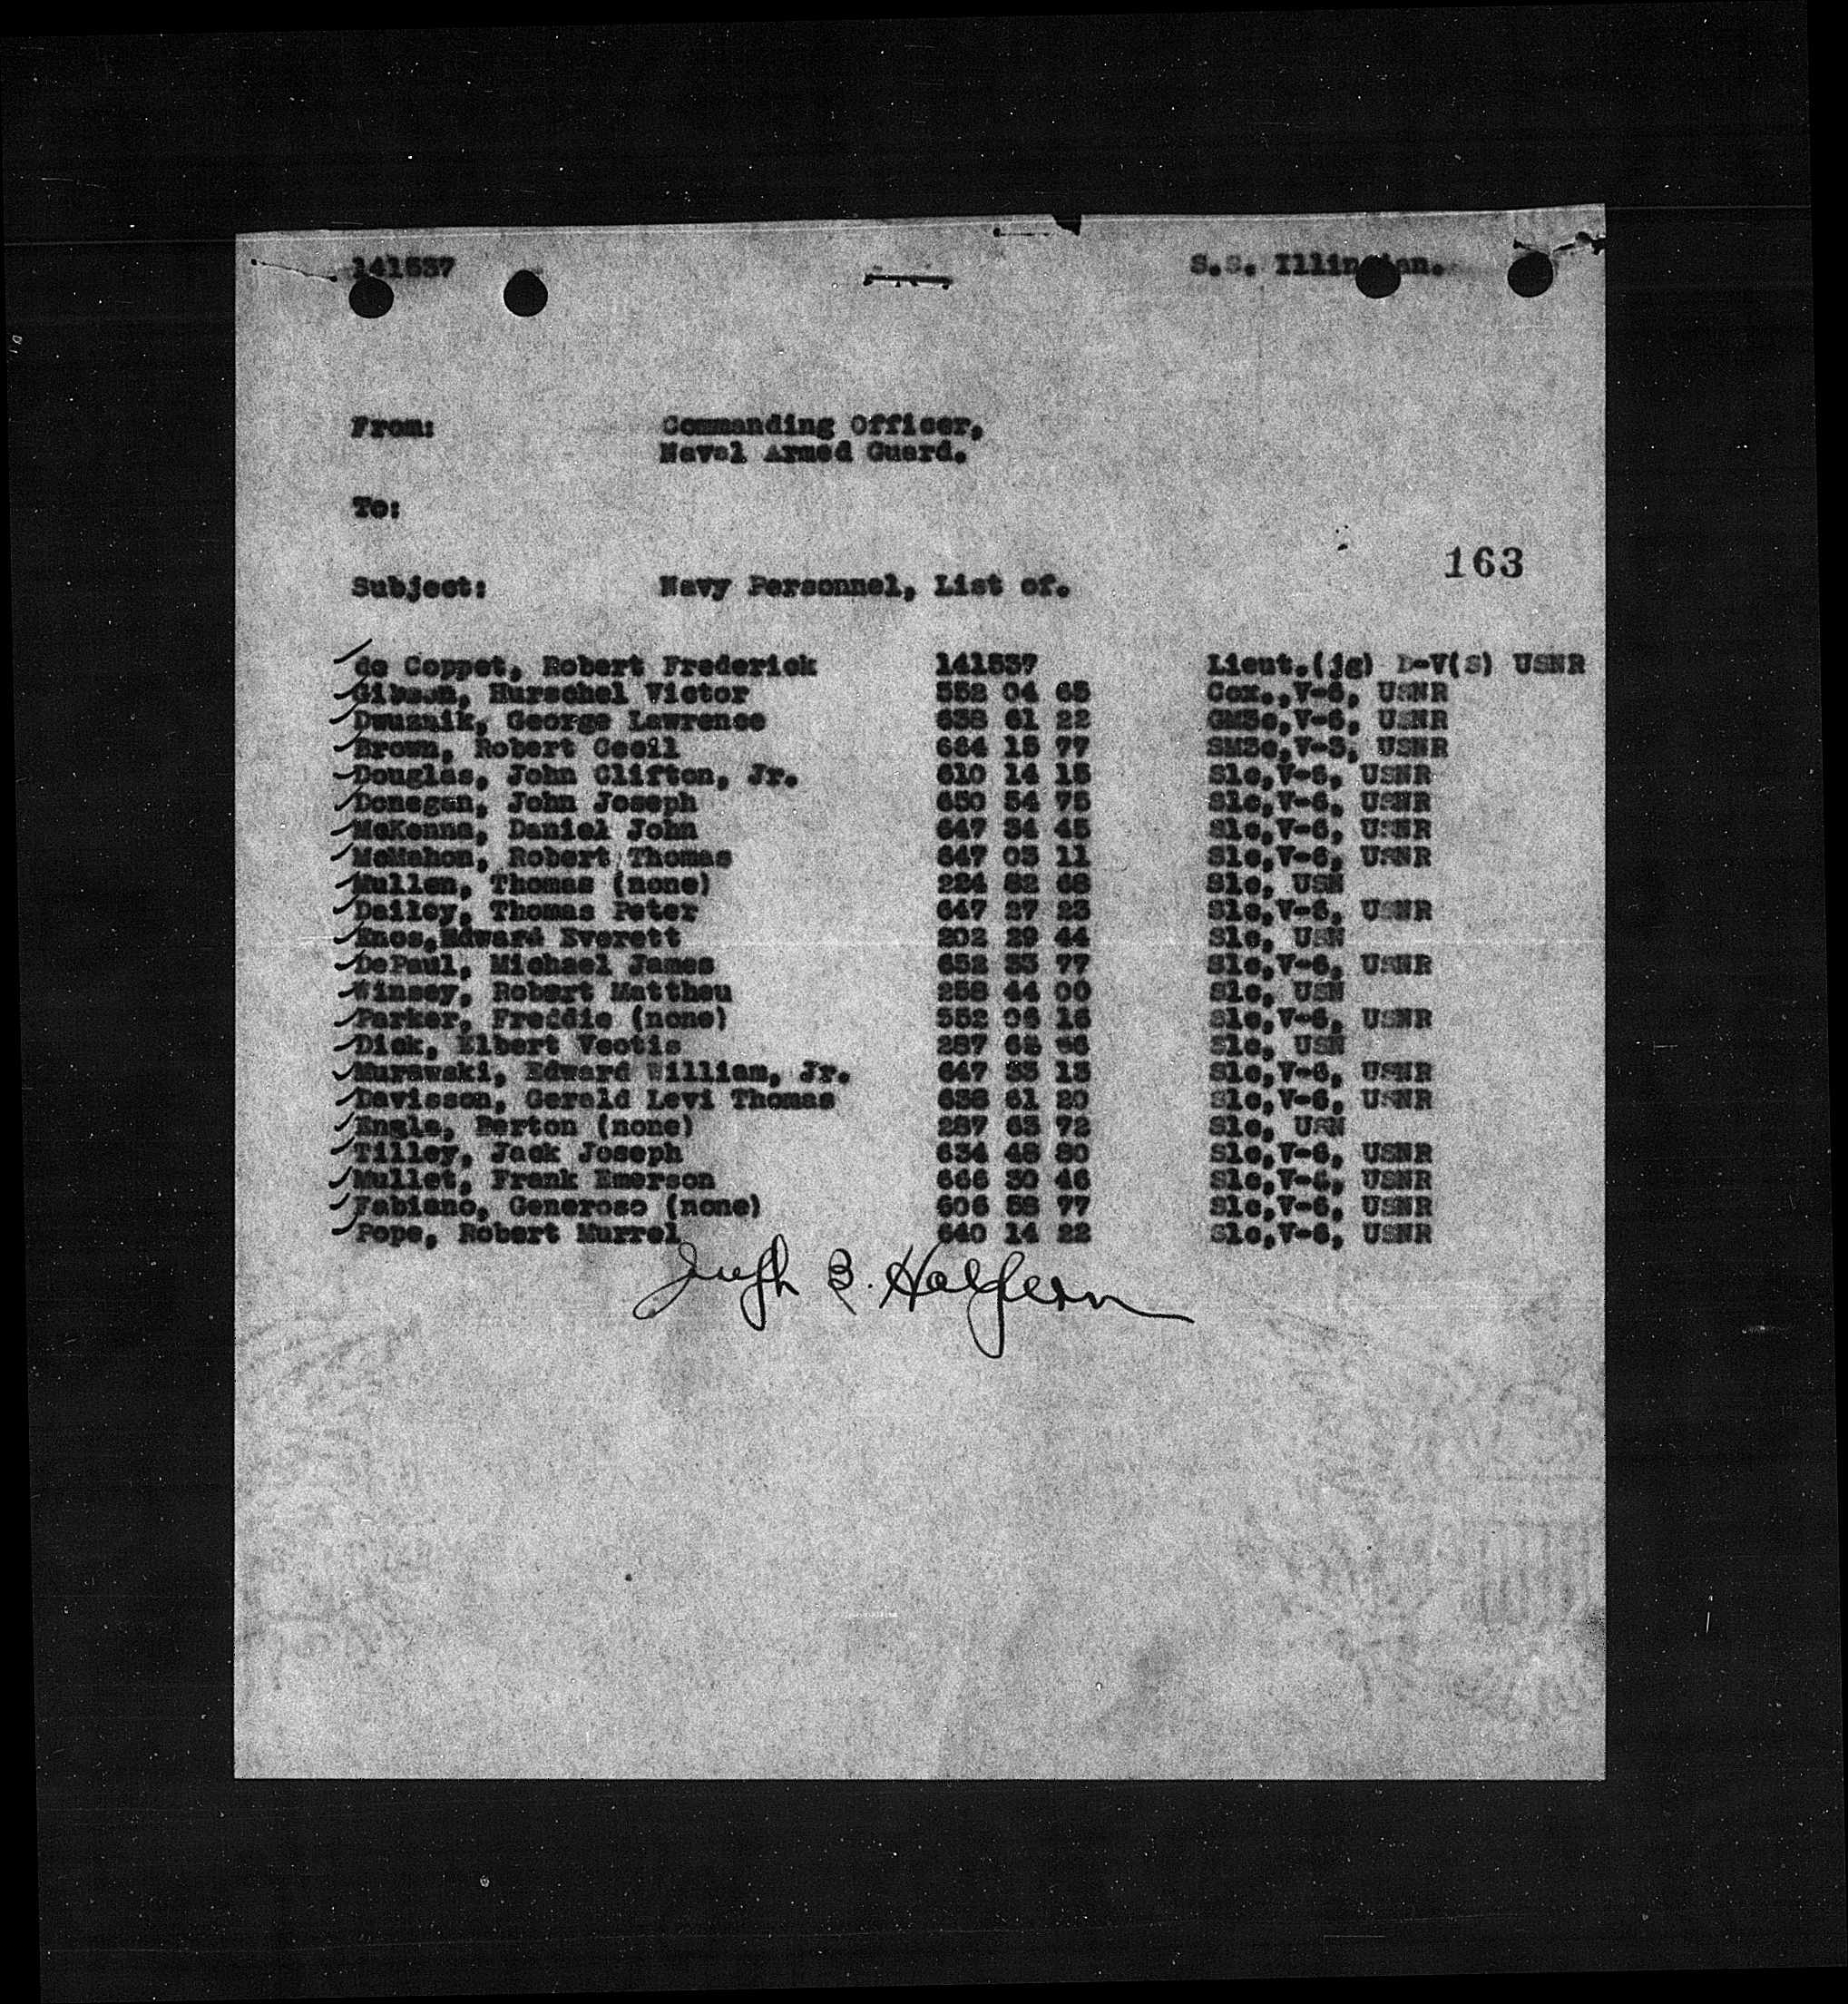 141537 S.S. Illinoian.
From: Commanding Officer,
Naval Armed Guard.
To:
163
Subject: Navy Personnel, List of.
de Coppet, Robert Frederick 141537 Lieut.(jg) D-V(S) USNR
Gibson, Hurschel Victor 552 04 65 Cox.,V-6, USNR
Dwuznik, George Lawrence 638 61 22 GM3c,V-6, USNR
Brown, Robert Cecil 664 15 77 SM3c,V-3, USNR
Douglas, John Clifton, Jr. 610 14 15 S1c,V-6, USNR
Donegan, John Joseph 650 54 75 S1c,V-6, USNR
McKenna, Daniel John 647 34 45 S1c,V-6, USNR
McMahon, Robert Thomas 647 03 11 S1c,V-6, USNR
Mullen, Thomas (none) 224 82 68 S1c, USN
Dailey, Thomas Peter 647 27 23 S1c,V-6, USNR
Enos,Edward Everett 202 29 44 S1c, USN
DePaul, Michael James 652 33 77 S1c,V-6, USNR
Winsey, Robert Mattheu 258 44 00 S1c, USN
Parker, Freddie (none) 552 06 16 S1c,V-6, USNR
Dick, Elbert Veotis 287 62 S1c, USN
Murawski, Edward William, Jr. 647 35 13 S1c,V-6, USNR
Davisson, Gerald Levi Thomas 638 61 20 S1c,V-6, USNR
Engle, Berton (none) 287 63 72 S1c, USN
Tilley, Jack Joseph 634 48 80 S1c,V-6, USNR
Mullet, Frank Emerson 666 30 46 S1c,V-6, USNR
Fabiano, Generoso (none) 606 58 77 S1c,V-6, USNR
Pope, Robert Murrel 640 14 22 S1c,V-6, USNR
B. Halfern